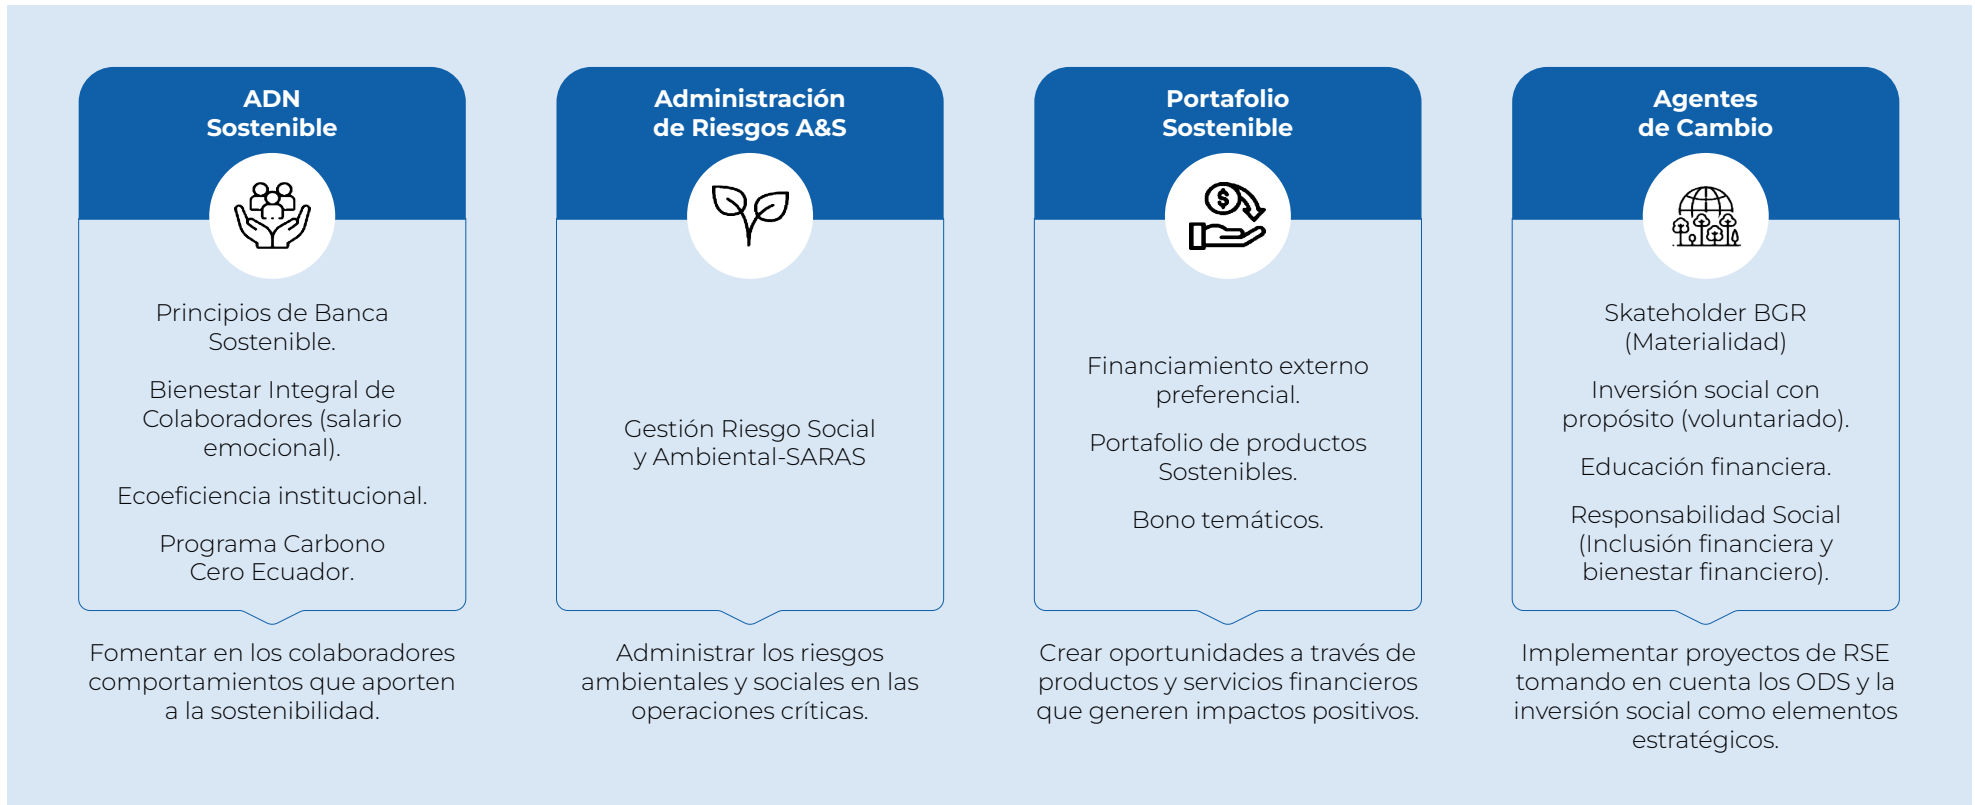 ADN
Sostenible
Principios de Banca
Sostenible.
Bienestar Integral de
Colaboradores (salario
emocional).
Ecoeficiencia institucional.
Programa Carbono
Cero Ecuador.
Fomentar en los colaboradores
comportamientos que aporten
a la sostenibilidad.
Administración
de Riesgos A&S
Gestión Riesgo Social
y Ambiental-SARAS
Administrar los riesgos
ambientales y sociales en las
operaciones críticas.
Portafolio
Sostenible
$
Financiamiento externo
preferencial.
Portafolio de productos
Sostenibles.
Bono temáticos.
Crear oportunidades a través de
productos y servicios financieros
que generen impactos positivos.
Agentes
de Cambio
Skateholder BGR
(Materialidad)
Inversión social con
propósito (voluntariado).
Educación financiera.
Responsabilidad Social
(Inclusión financiera y
bienestar financiero).
Implementar proyectos de RSE
tomando en cuenta los ODS y la
inversión social como elementos
estratégicos.